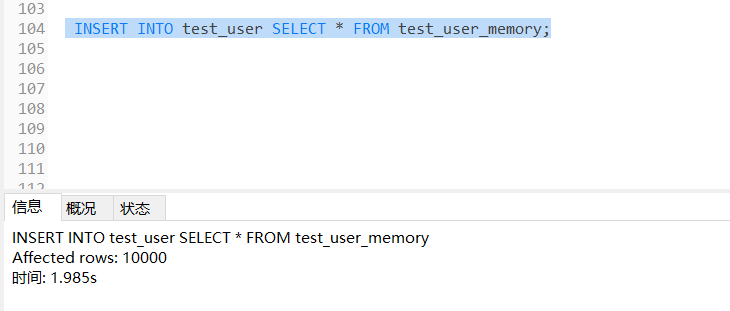 103
104 INSERT INTO test_user SELECT * FROM test_user_memory;
105
106
107
108
109
110
111
112
信息 概况 状态
INSERT INTO test_user SELECT * FROM test_user_memory
Affected rows: 10000
时间: 1.985s